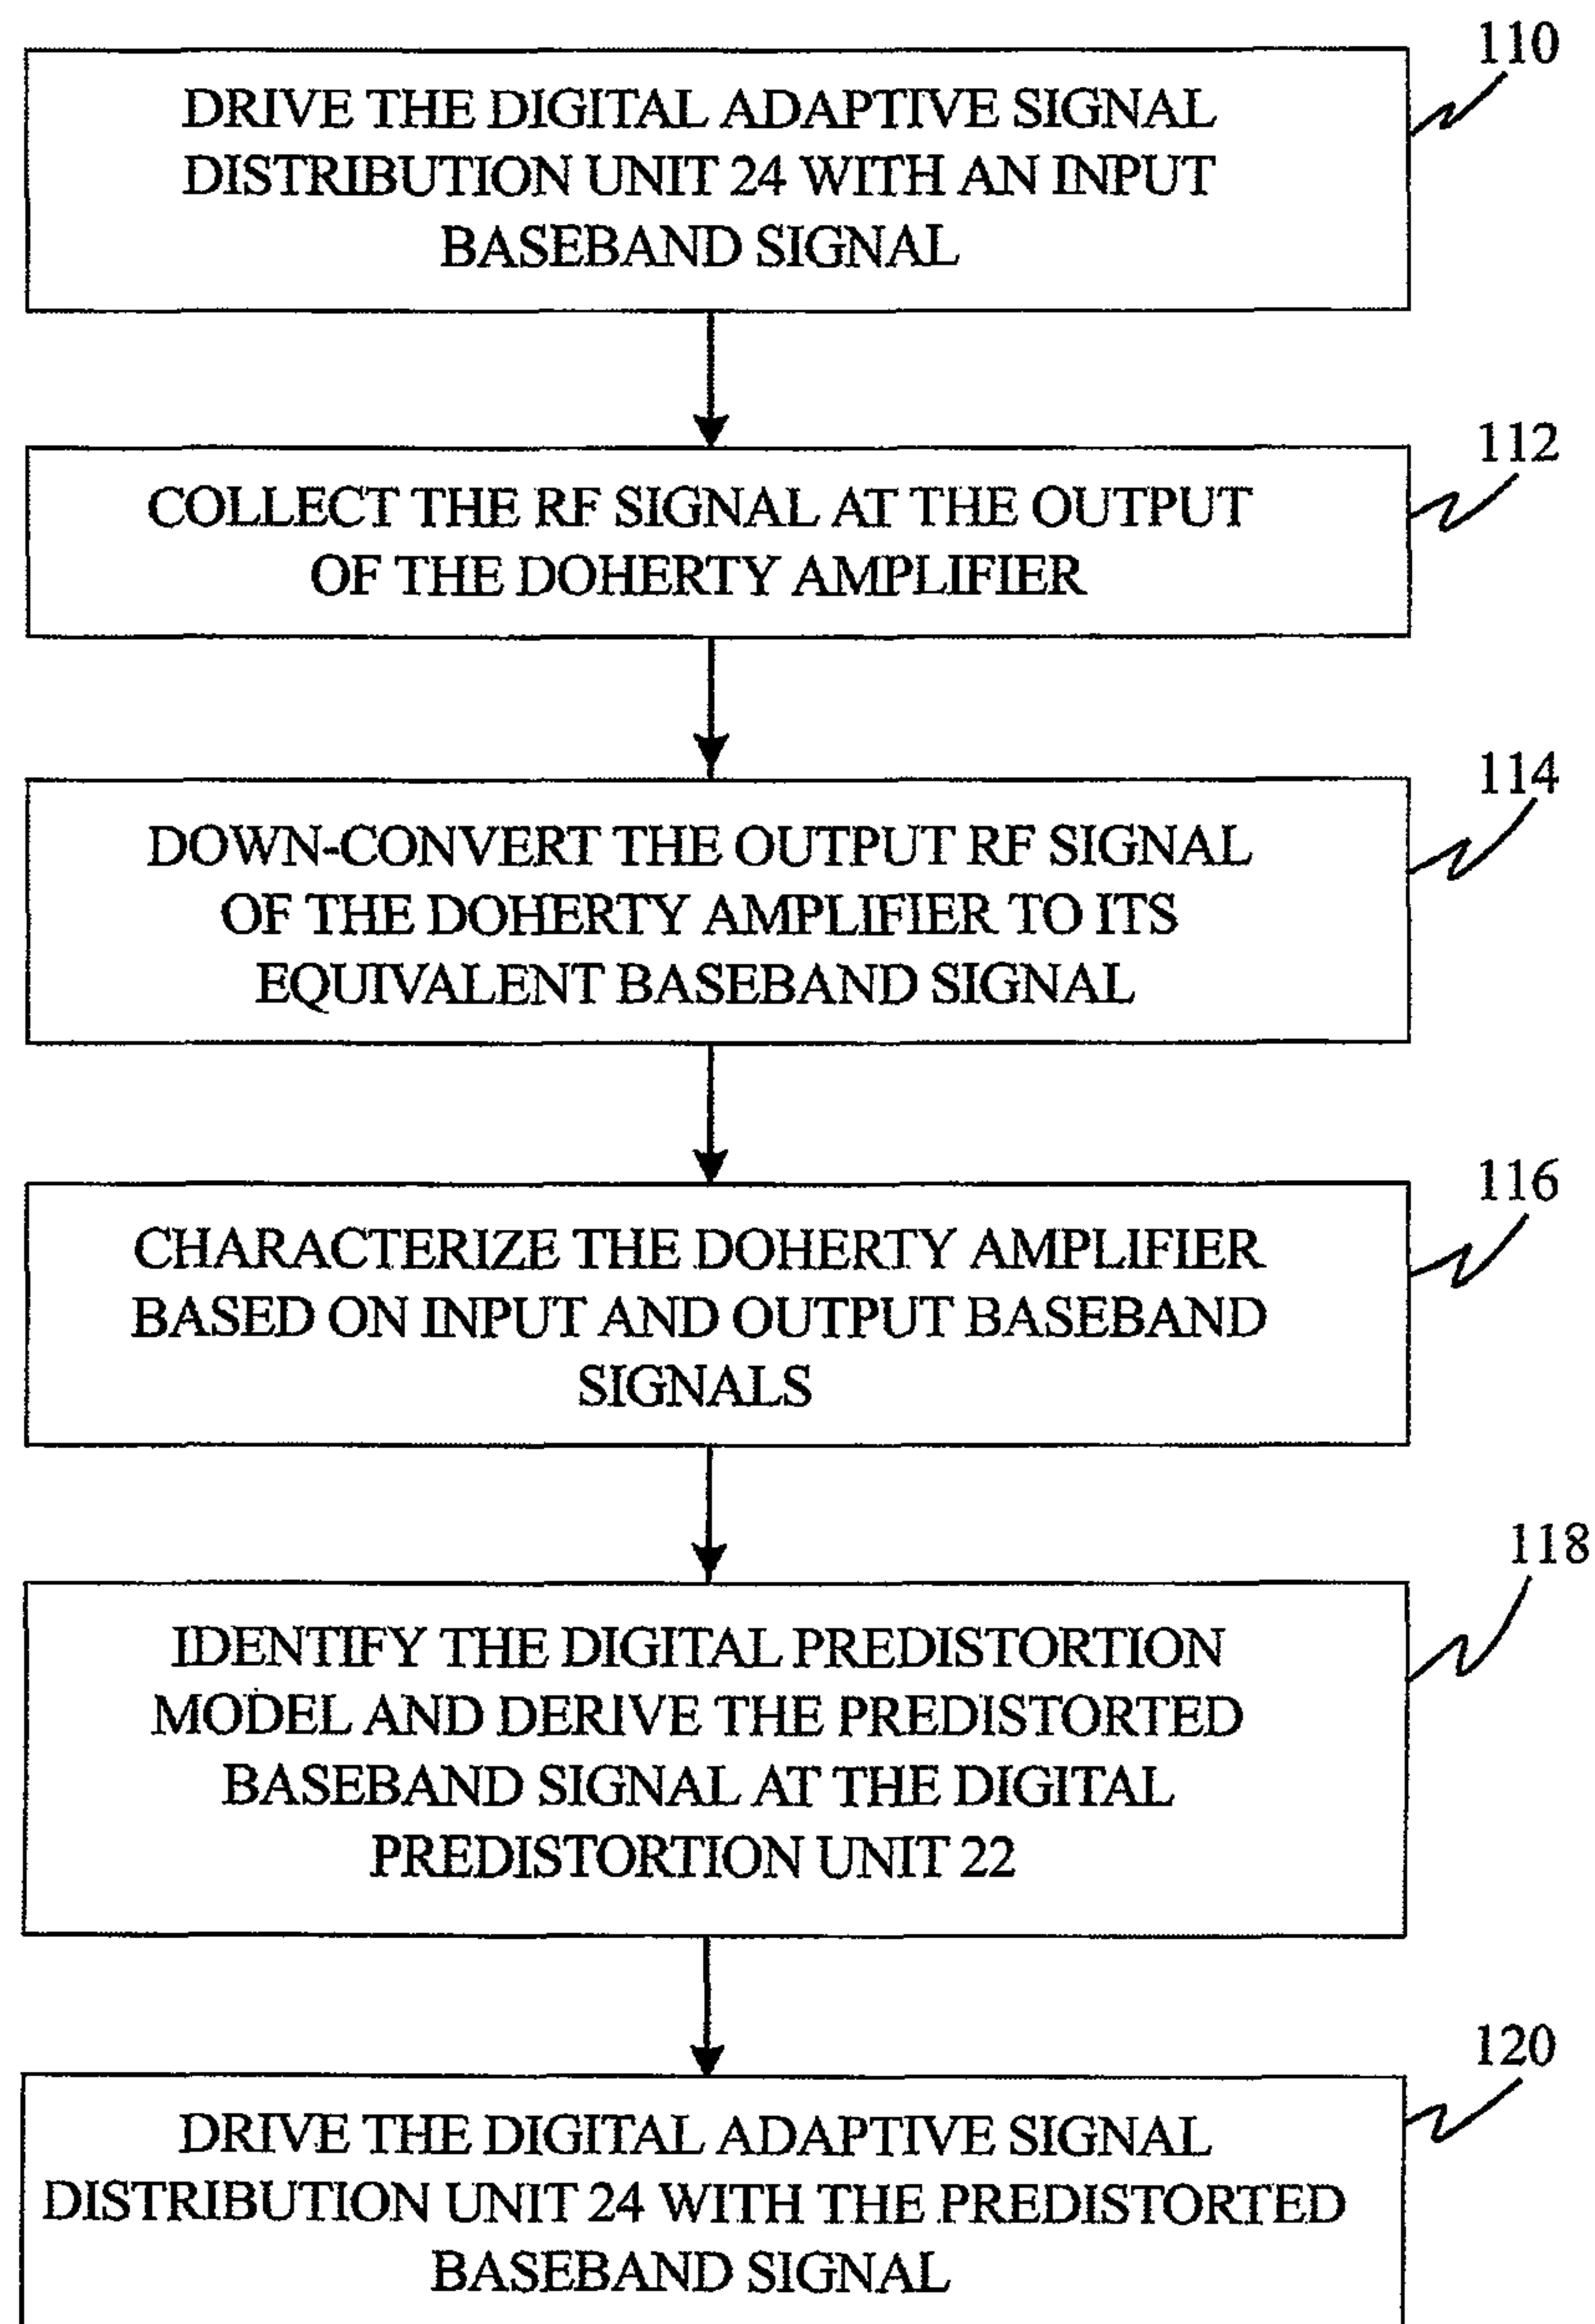 110
DRIVE THE DIGITAL ADAPTIVE SIGNAL
DISTRIBUTION UNIT 24 WITH AN INPUT
BASEBAND SIGNAL
112
COLLECT THE RF SIGNAL AT THE OUTPUT
OF THE DOHERTY AMPLIFIER
114
DOWN-CONVERT THE OUTPUT RF SIGNAL
OF THE DOHERTY AMPLIFIER TO ITS
EQUIVALENT BASEBAND SIGNAL
116
CHARACTERIZE THE DOHERTY AMPLIFIER
BASED ON INPUT AND OUTPUT BASEBAND
SIGNALS
118
IDENTIFY THE DIGITAL PREDISTORTION
MODEL AND DERIVE THE PREDISTORTED
BASEBAND SIGNAL AT THE DIGITAL
PREDISTORTION UNIT 22
120
DRIVE THE DIGITAL ADAPTIVE SIGNAL
DISTRIBUTION UNIT 24 WITH THE PREDISTORTED
BASEBAND SIGNAL